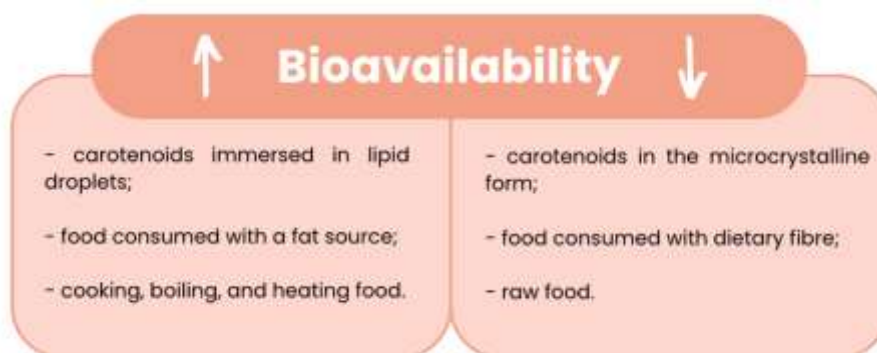 Bioavailability
- carotenoids immersed in lipid
droplets;
- food consumed with a fat source;
- cooking, boiling, and heating food.
- carotenoids in the microcrystalline
form;
- food consumed with dietary fibre;
- raw food.